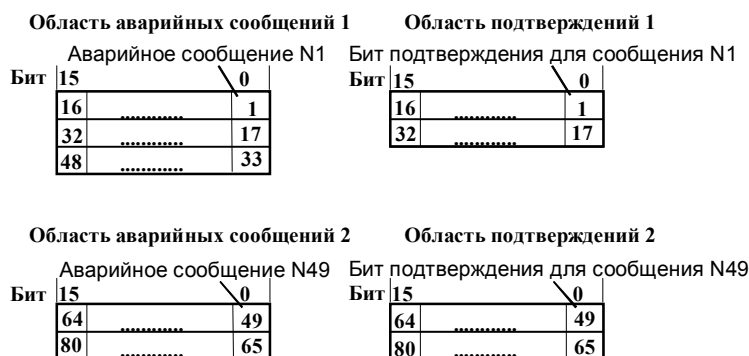 Область аварийных сообщений 1 Область подтверждений 1
Аварийное сообщение N1 Бит подтверждения для сообщения N1
Бит 15 0 Бит 15 0
16 ............ 1 16 ............ 1
32 ............ 17 32 ............ 17
48 ............ 33
Область аварийных сообщений 2 Область подтверждений 2
Аварийное сообщение N49 Бит подтверждения для сообщения N49
Бит 15 0 Бит 15 0
64 ............ 49 64 ............ 49
80 ............ 65 80 ............ 65